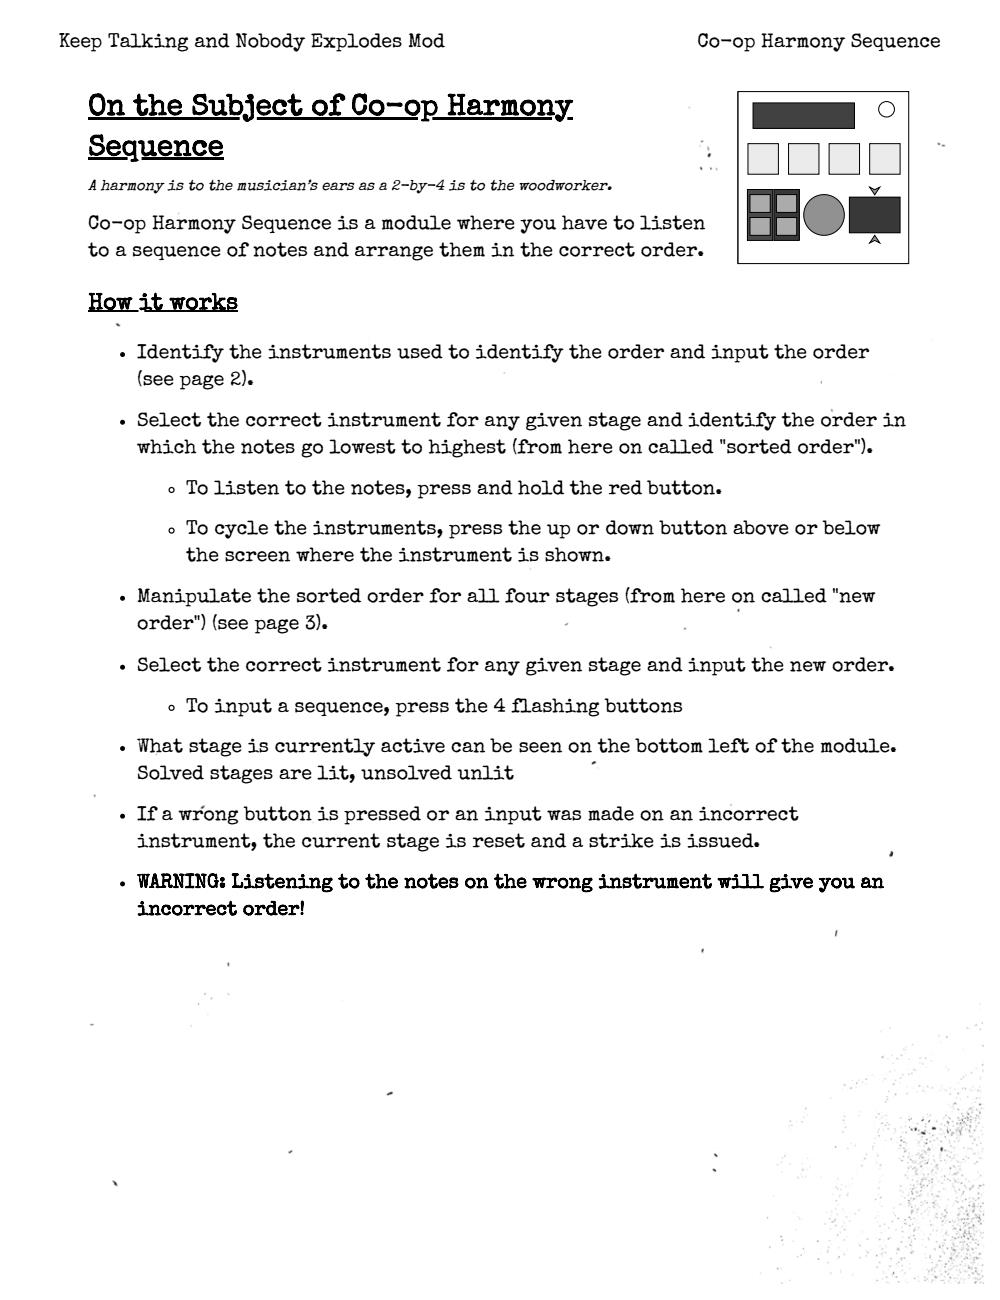 Keep Talking and Nobody Explodes Mod
Co-op Harmony Sequence
On the Subject of Co-op Harmony
Sequence
A harmony is to the musician's ears as a 2-by-4 is to the woodworker.
Co-op Harmony Sequence is a module where you have to listen
to a sequence of notes and arrange them in the correct order.
How it works
• Identify the instruments used to identify the order and input the order
(see page 2).
• Select the correct instrument for any given stage and identify the order in
which the notes go lowest to highest (from here on called "sorted order").
◦ To listen to the notes, press and hold the red button.
◦ To cycle the instruments, press the up or down button above or below
the screen where the instrument is shown.
• Manipulate the sorted order for all four stages (from here on called "new
order") (see page 3).
• Select the correct instrument for any given stage and input the new order.
◦ To input a sequence, press the 4 flashing buttons
• What stage is currently active can be seen on the bottom left of the module.
Solved stages are lit, unsolved unlit
• If a wrong button is pressed or an input was made on an incorrect
instrument, the current stage is reset and a strike is issued.
• WARNING: Listening to the notes on the wrong instrument will give you an
incorrect order!